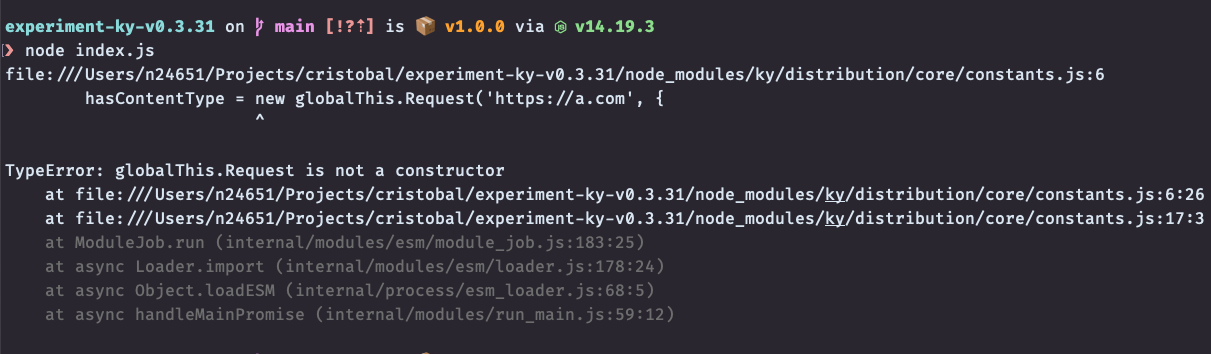 experiment-ky-v0.3.31 on main [!?⇡] is 📦 v1.0.0 via v14.19.3
❯ node index.js
file:///Users/n24651/Projects/cristobal/experiment-ky-v0.3.31/node_modules/ky/distribution/core/constants.js:6
        hasContentType = new globalThis.Request('https://a.com', {
                         ^
TypeError: globalThis.Request is not a constructor
    at file:///Users/n24651/Projects/cristobal/experiment-ky-v0.3.31/node_modules/ky/distribution/core/constants.js:6:26
    at file:///Users/n24651/Projects/cristobal/experiment-ky-v0.3.31/node_modules/ky/distribution/core/constants.js:17:3
    at ModuleJob.run (internal/modules/esm/module_job.js:183:25)
    at async Loader.import (internal/modules/esm/loader.js:178:24)
    at async Object.loadESM (internal/process/esm_loader.js:68:5)
    at async handleMainPromise (internal/modules/run_main.js:59:12)